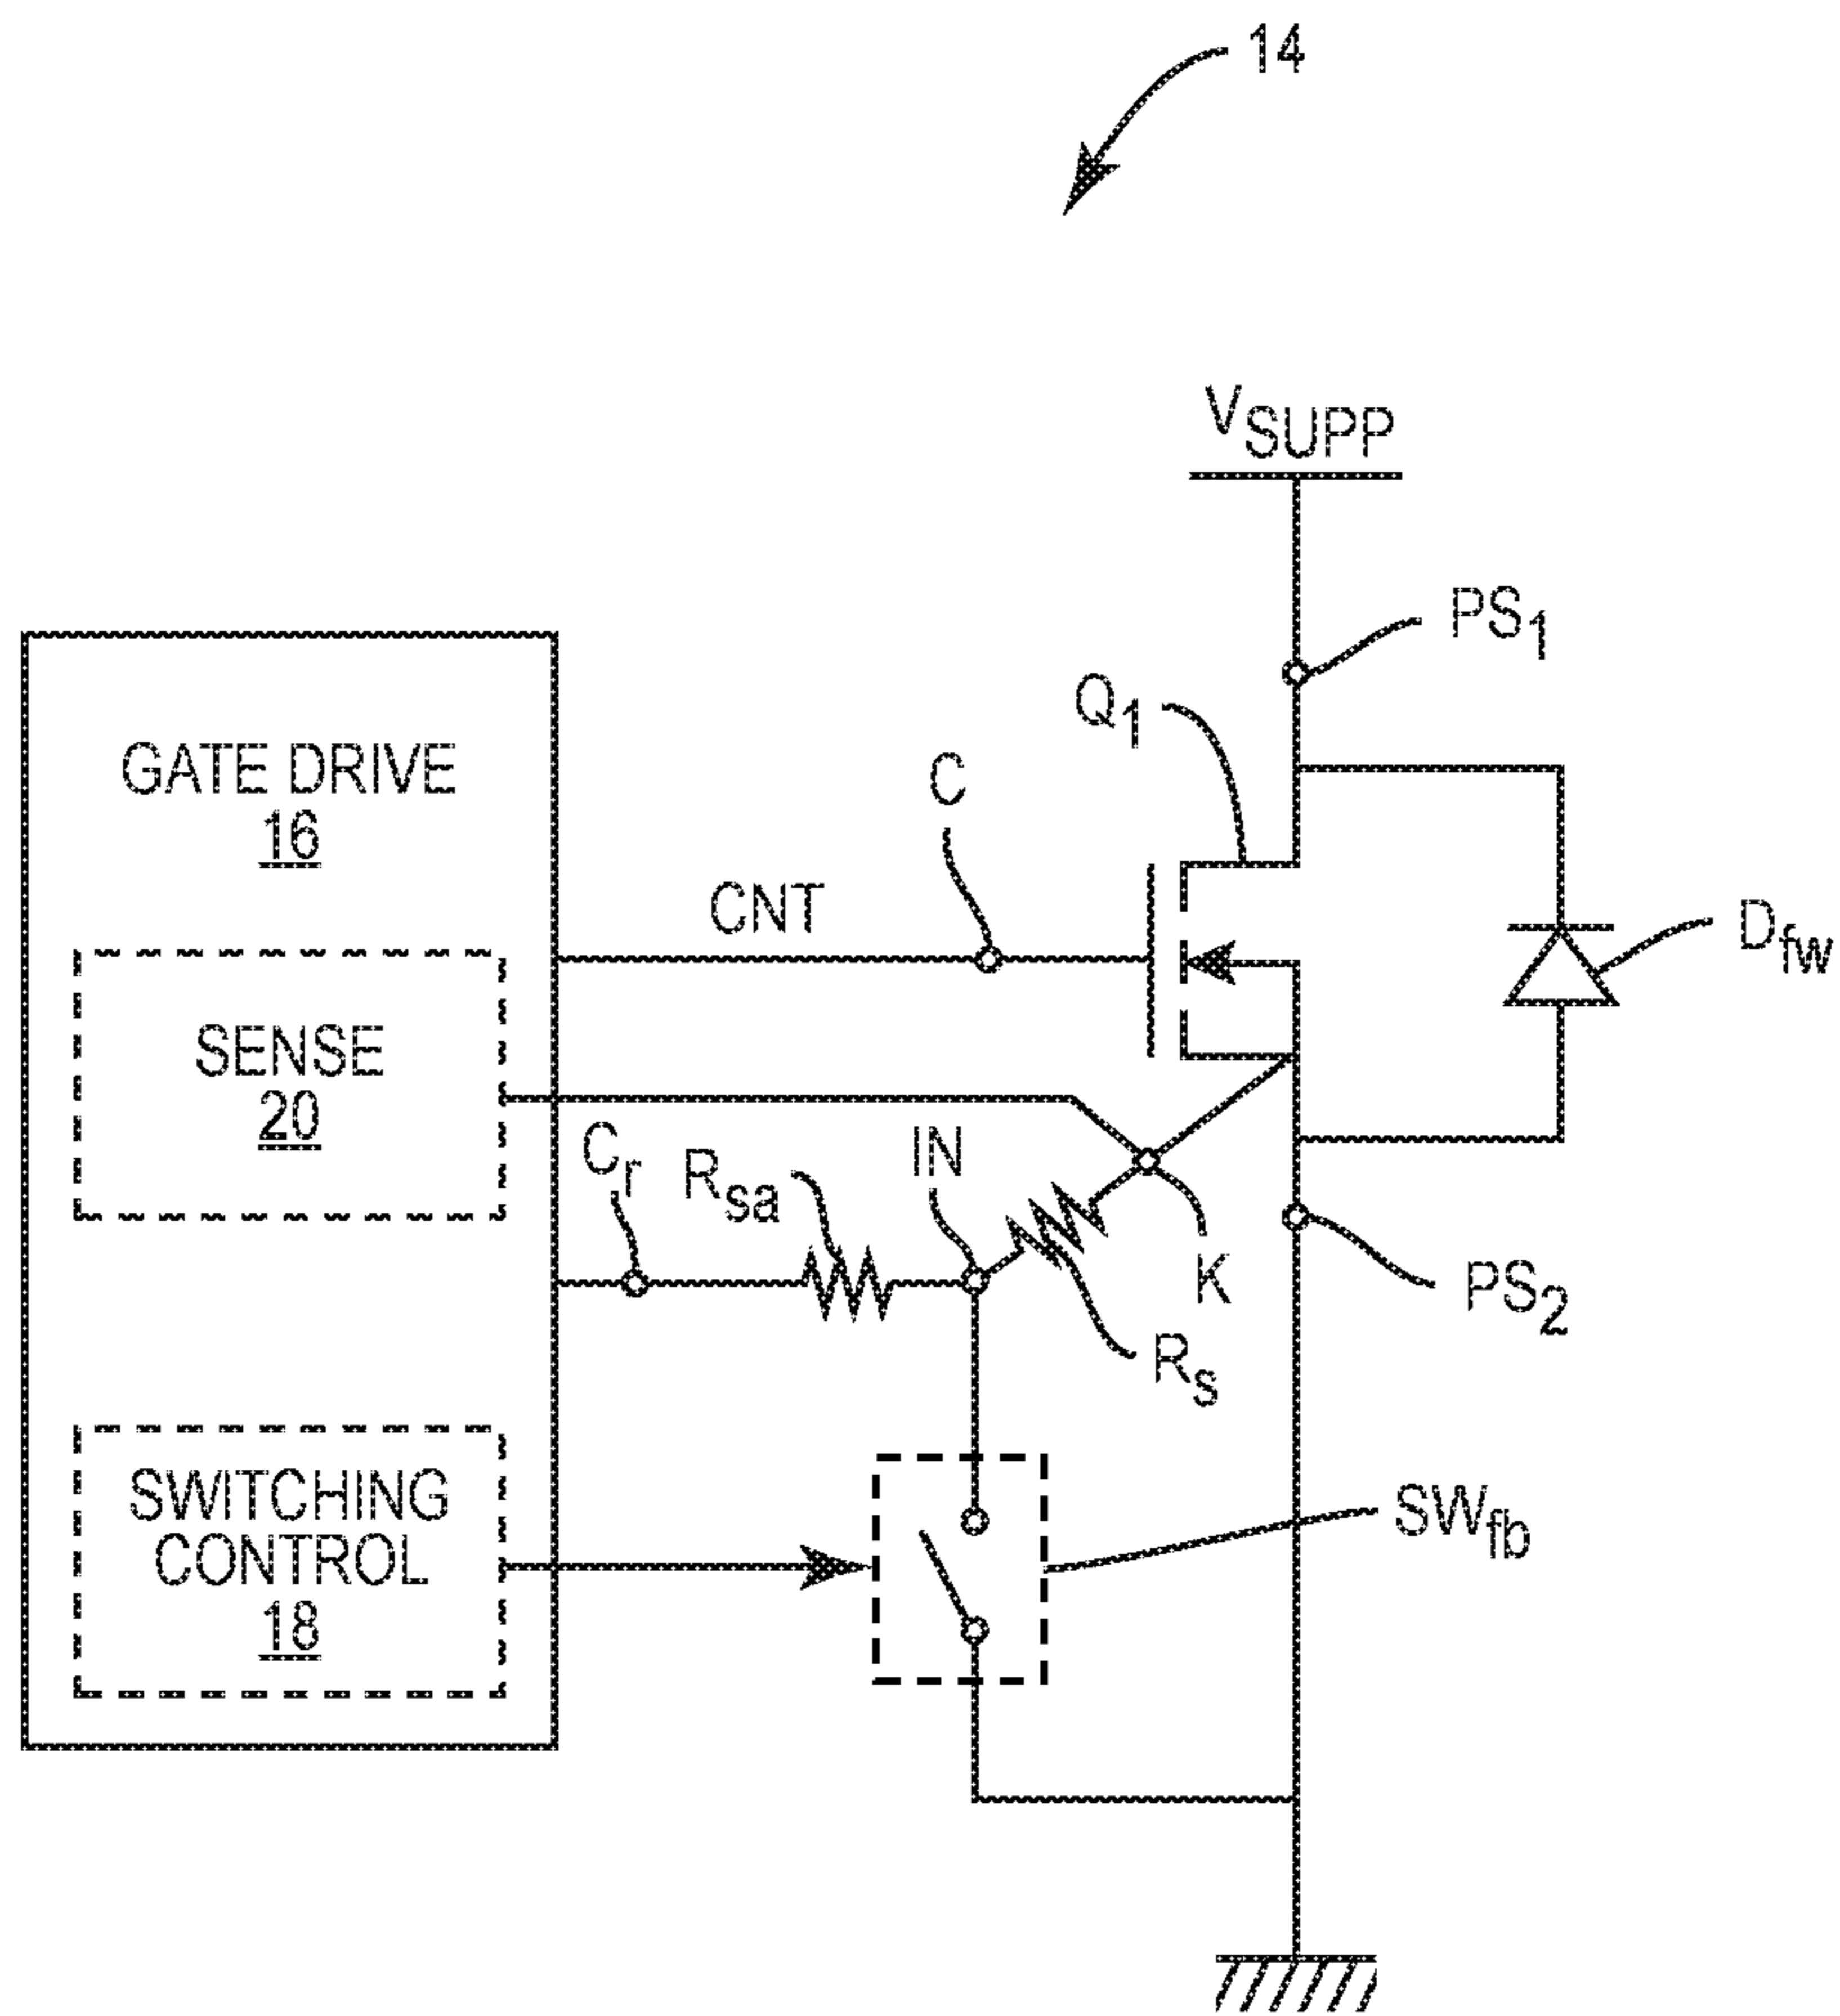 14
VSUPP
PS1
Q1
GATE DRIVE
16
C
CNT
Dfw
SENSE
20
Cr
Rsa
IN
K
PS2
Rs
SWITCHING
CONTROL
18
SWfb